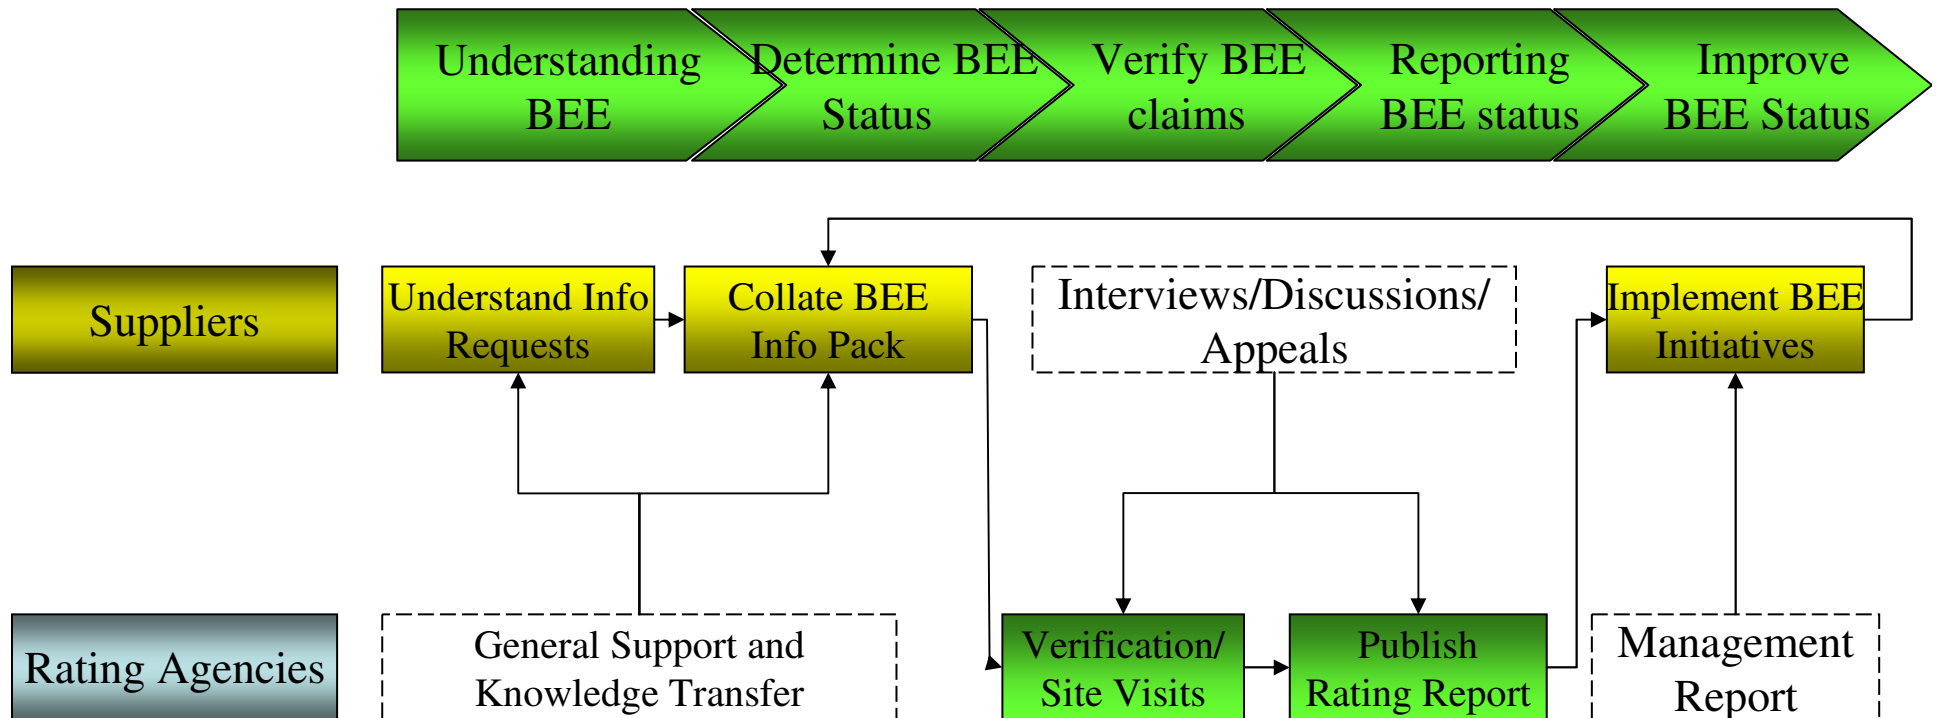 Understanding
BEE
Determine BEE
Status
Verify BEE
claims
Reporting
BEE status
Improve
BEE Status
Suppliers
Understand Info
Requests
Collate BEE
Info Pack
Interviews/Discussions/
Appeals
Implement BEE
Initiatives
Rating Agencies
General Support and
Knowledge Transfer
Verification/
Site Visits
Publish
Rating Report
Management
Report